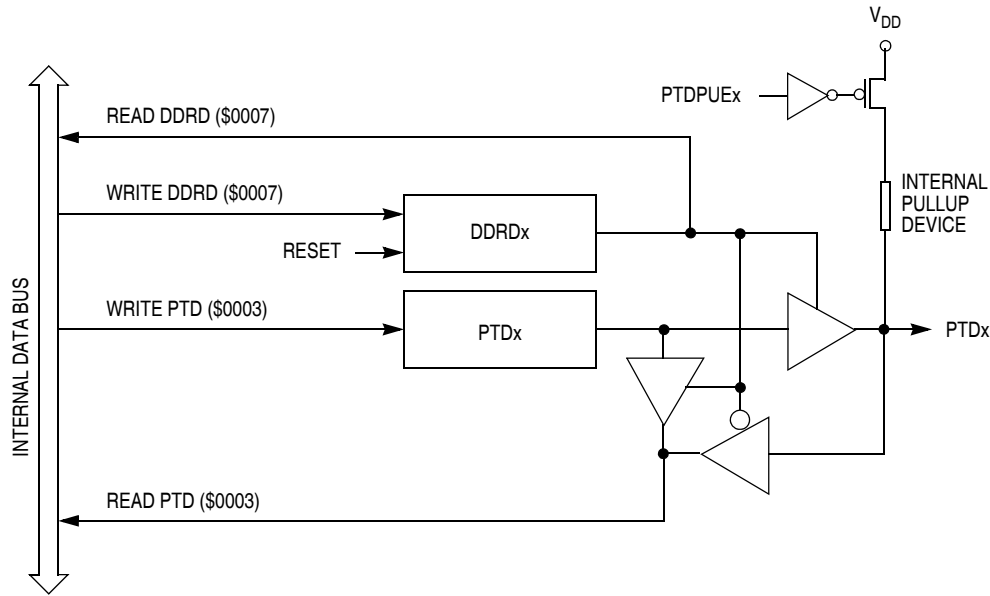 VDD
PTDPUEx
READ DDRD ($0007)
WRITE DDRD ($0007)
INTERNAL
PULLUP
DEVICE
DDRDx
RESET
WRITE PTD ($0003)
PTDx
PTDx
INTERNAL DATA BUS
READ PTD ($0003)